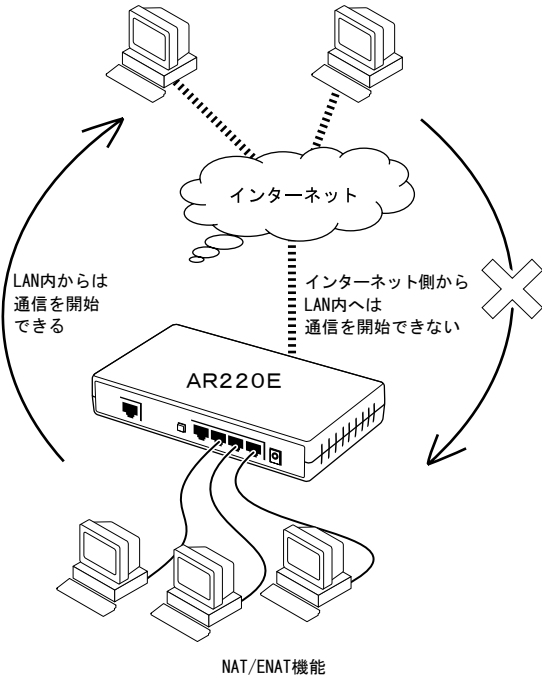 インターネット
LAN内からは
通信を開始
できる
インターネット側から
LAN内へは
通信を開始できない
AR220E
NAT/ENAT機能